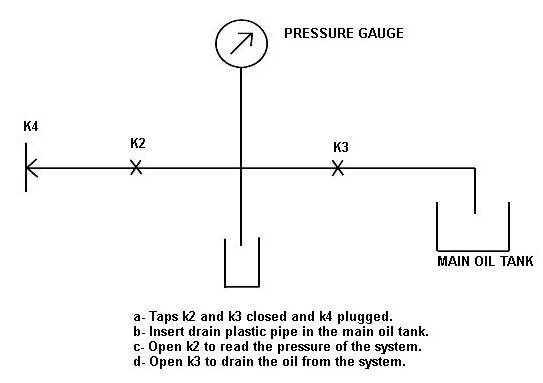 PRESSURE GAUGE
K4
K2
K3
MAIN OIL TANK
a- Taps k2 and k3 closed and k4 plugged.
b- Insert drain plastic pipe in the main oil tank.
c- Open k2 to read the pressure of the system.
d- Open k3 to drain the oil from the system.